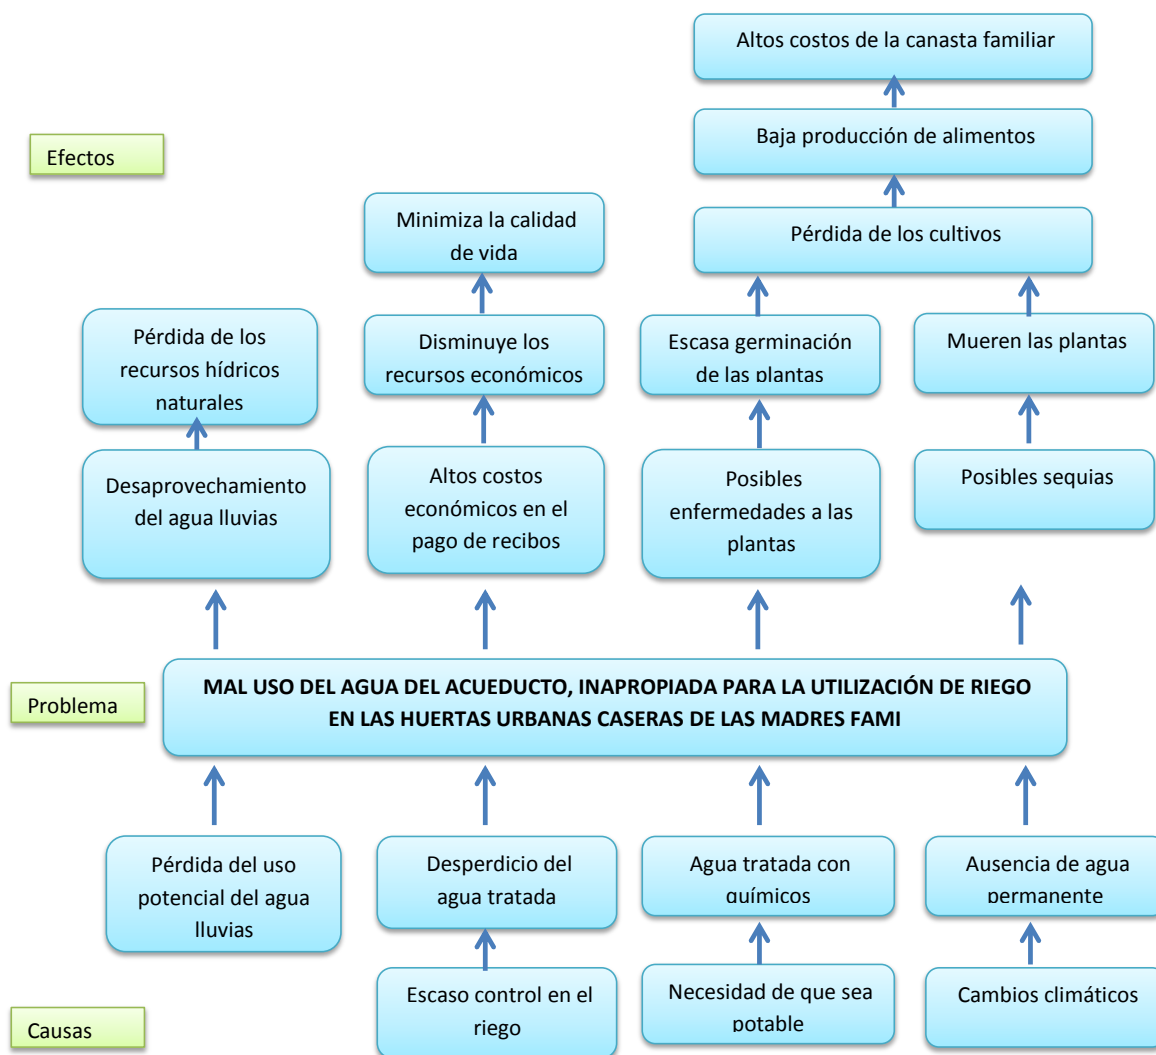 Altos costos de la canasta familiar
Baja producción de alimentos
Efectos
Minimiza la calidad
de vida
Pérdida de los cultivos
Pérdida de los
recursos hídricos
naturales
Disminuye los
recursos económicos
Escasa germinación
de las plantas
Mueren las plantas
Desaprovechamiento
del agua lluvias
Altos costos
económicos en el
pago de recibos
Posibles
enfermedades a las
plantas
Posibles sequias
Problema
MAL USO DEL AGUA DEL ACUEDUCTO, INAPROPIADA PARA LA UTILIZACIÓN DE RIEGO
EN LAS HUERTAS URBANAS CASERAS DE LAS MADRES FAMI
Pérdida del uso
potencial del agua
lluvias
Desperdicio del
agua tratada
Agua tratada con
químicos
Ausencia de agua
permanente
Escaso control en el
riego
Necesidad de que sea
potable
Cambios climáticos
Causas